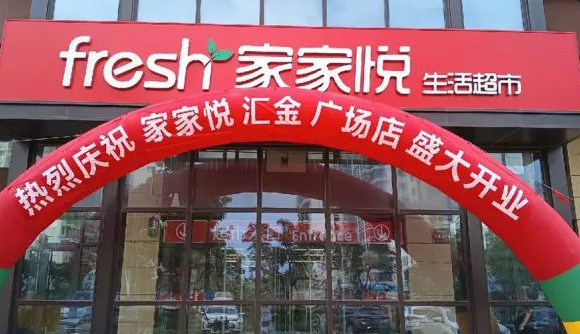 fresh 家家悦 生活超市
热烈庆祝 家家悦 汇金 广场店 盛大开业
Entrance